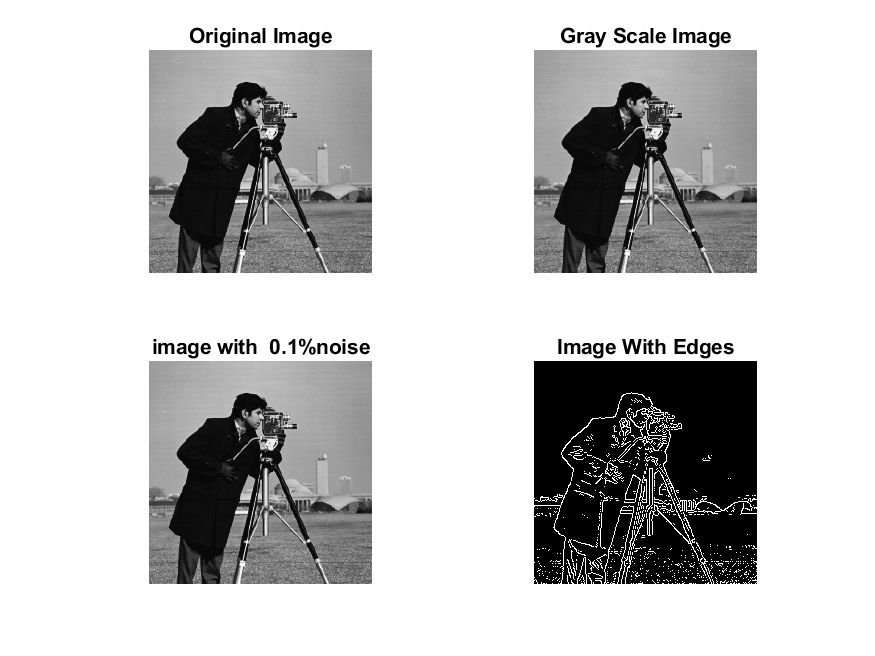 Original Image
Gray Scale Image
image with  0.1%noise
Image With Edges